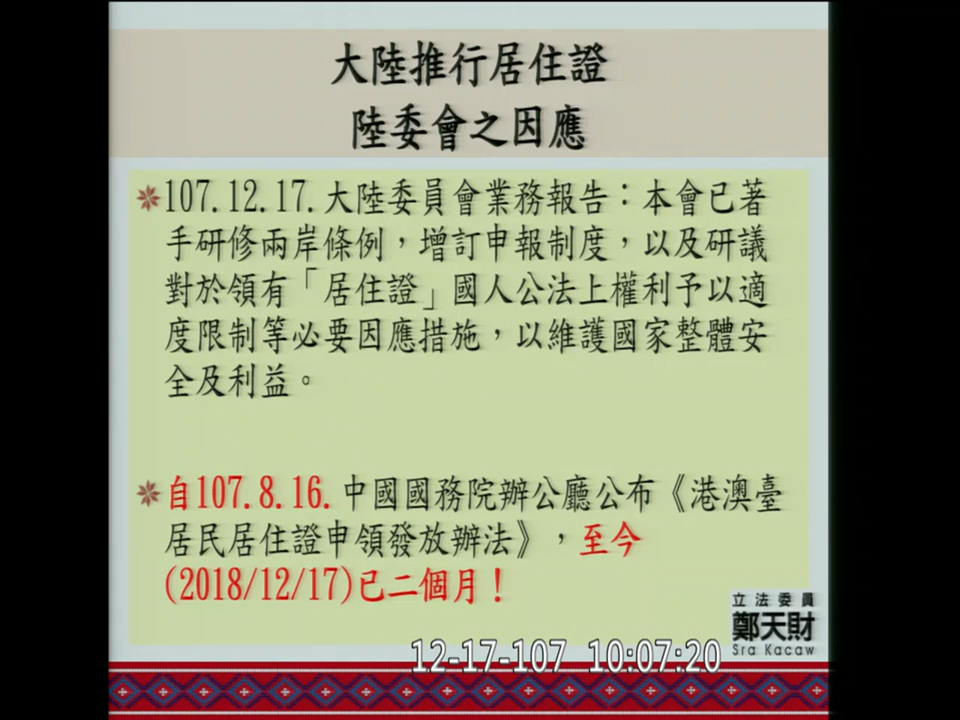 大陸推行居住證
陸委會之因應
107.12.17.大陸委員會業務報告：本會已著
手研修兩岸條例，增訂申報制度，以及研議
對於領有「居住證」國人公法上權利予以適
度限制等必要因應措施，以維護國家整體安
全及利益。
自107.8.16.中國國務院辦公廳公布《港澳臺
居民居住證申領發放辦法》，至今
(2018/12/17)已二個月！
立法委員
鄭天財
Sra Kacaw
12-17-107 10:07:20